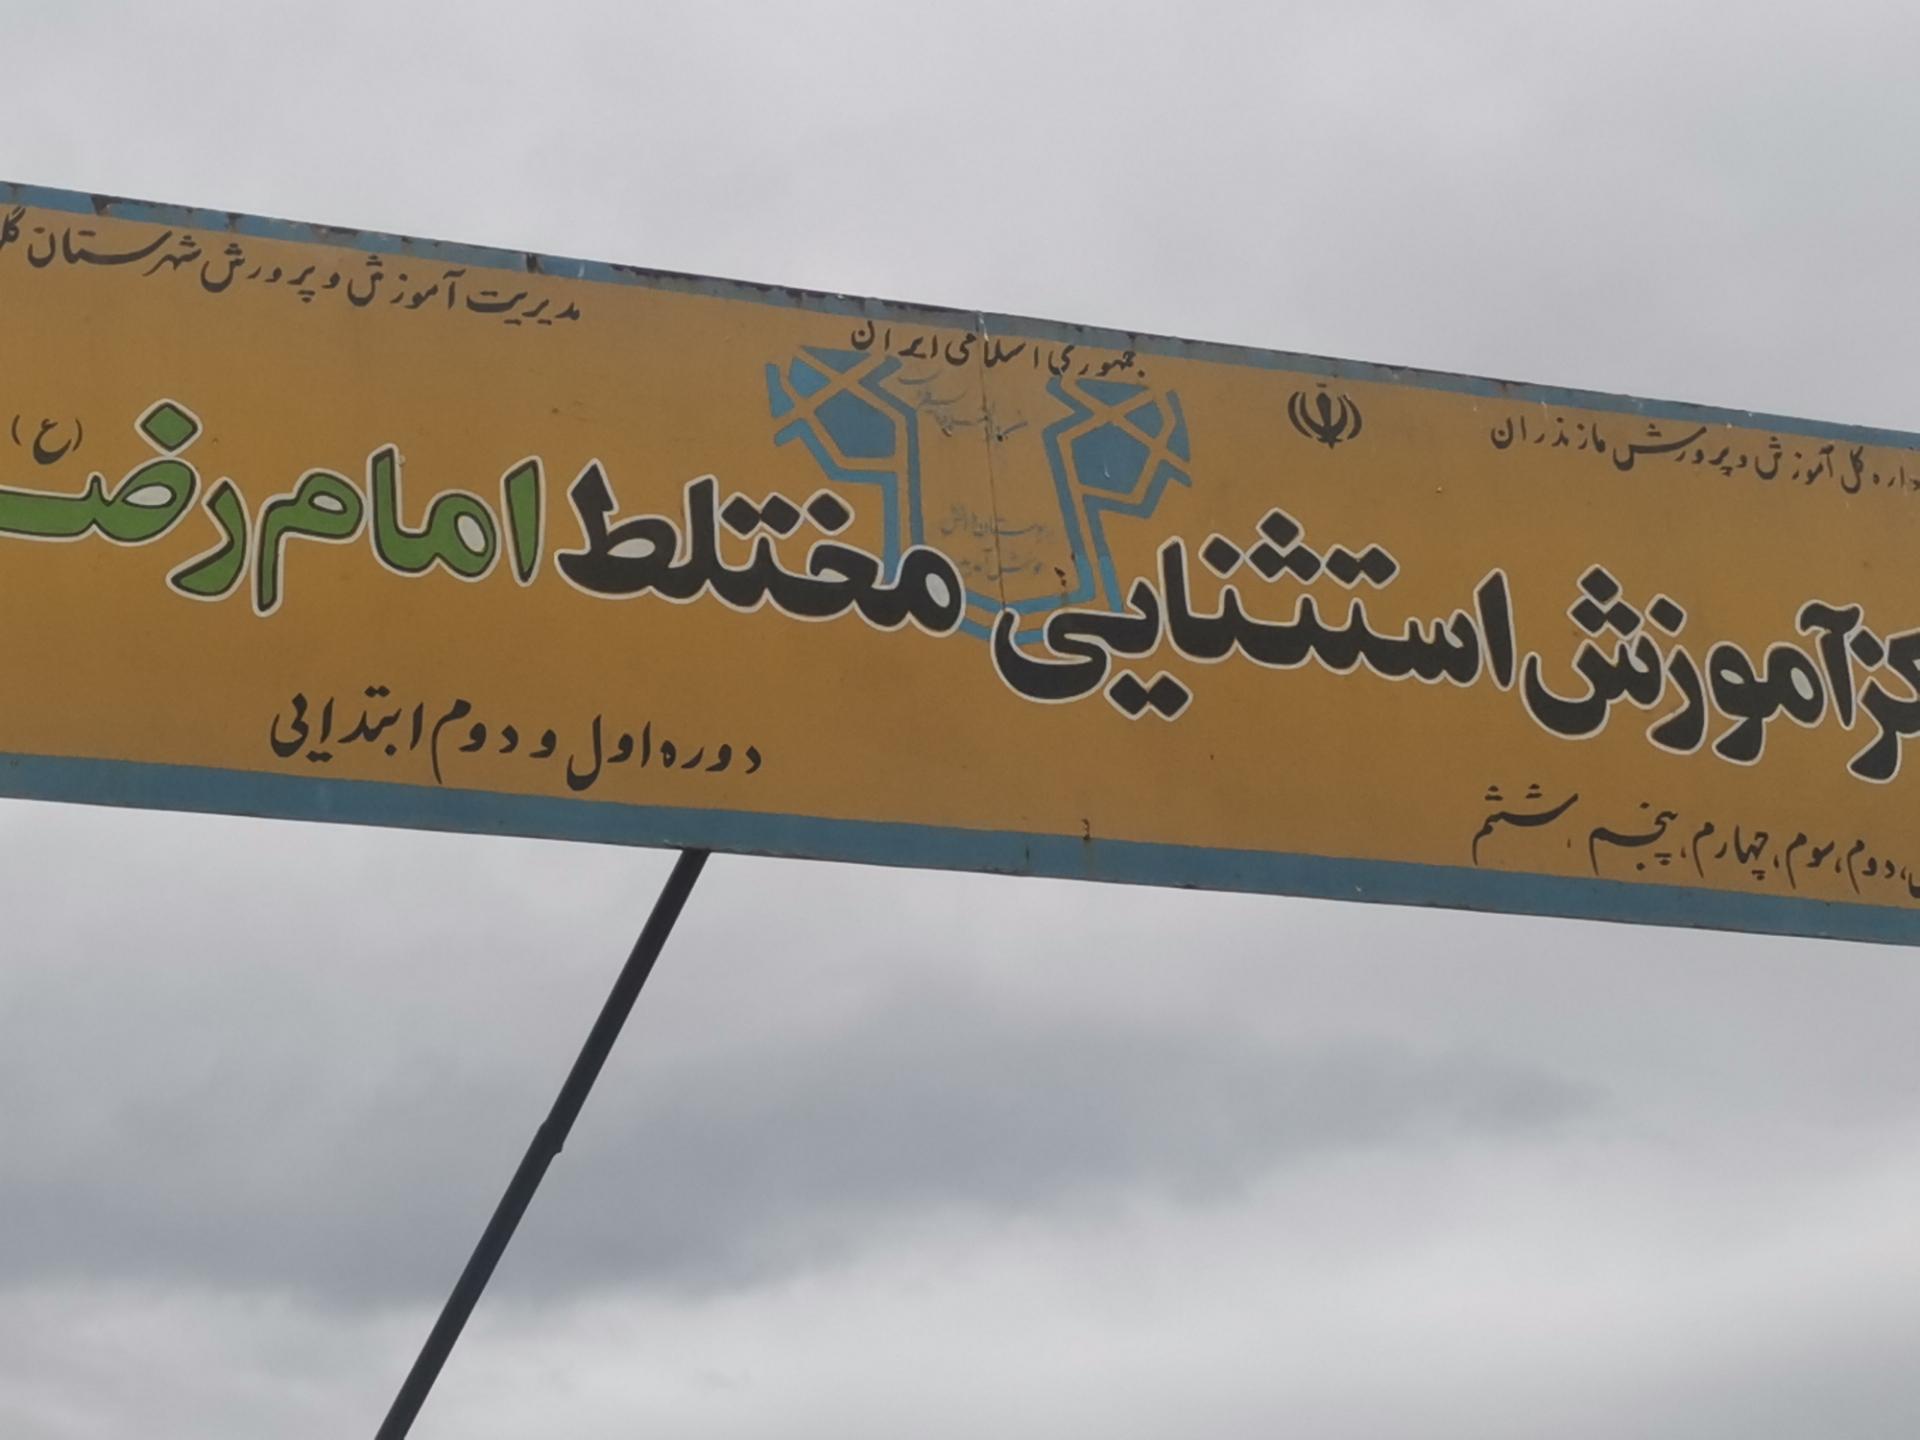 جمهوری اسلامی ایران
اداره کل آموزش و پرورش مازندران
مدیریت آموزش و پرورش شهرستان
آموزش استثنایی مختلط امام رضا (ع)
دوم، سوم، چهارم، پنجم، ششم
دوره اول و دوم ابتدایی